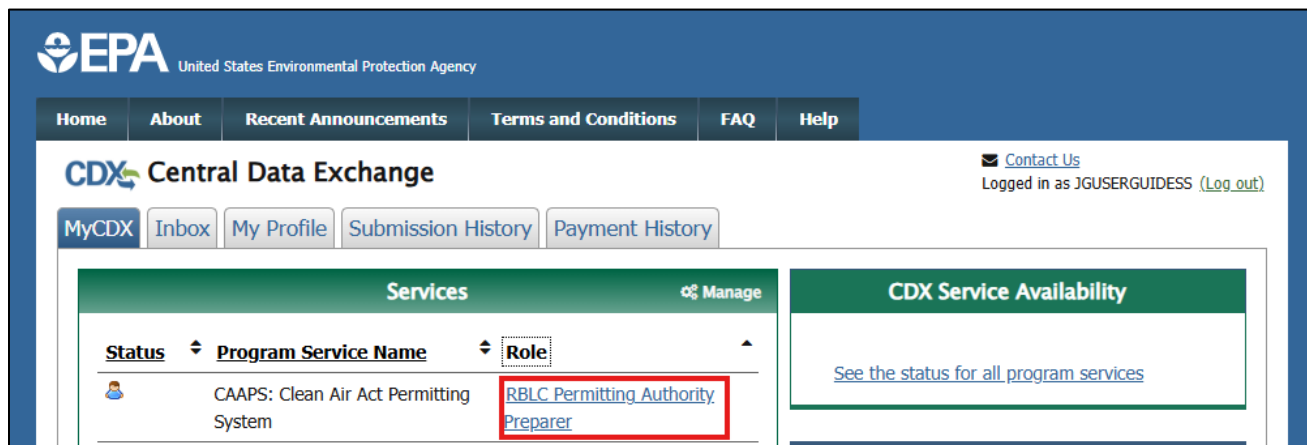 EPA United States Environmental Protection Agency
Home About Recent Announcements Terms and Conditions FAQ Help
CDX Central Data Exchange
Contact Us
Logged in as JGUSERGUIDESS (Log out)
MyCDX Inbox My Profile Submission History Payment History
Services Manage
CDX Service Availability
Status Program Service Name Role
See the status for all program services
CAAPS: Clean Air Act Permitting
System
RBLC Permitting Authority
Preparer